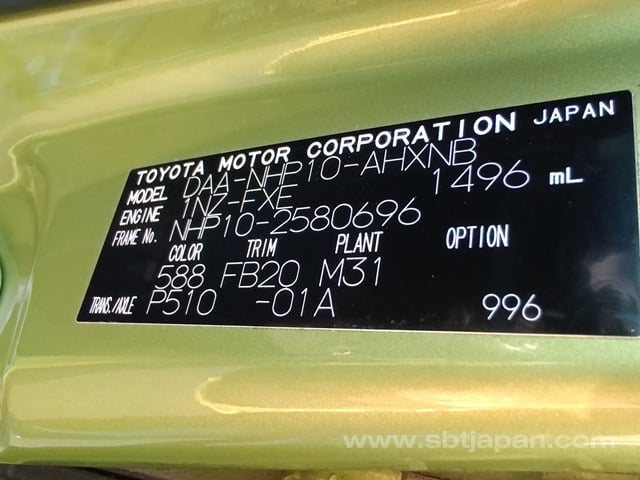 TOYOTA MOTOR CORPORATION JAPAN
MODEL DAA-NHP10-AHXNB
ENGINE 1NZ-FXE 1496 mL
FRAME No. NHP10-2580696
COLOR TRIM PLANT OPTION
588 FB20 M31
TRANS./AXLE P510 -01A 996
www.sbtjapan.com